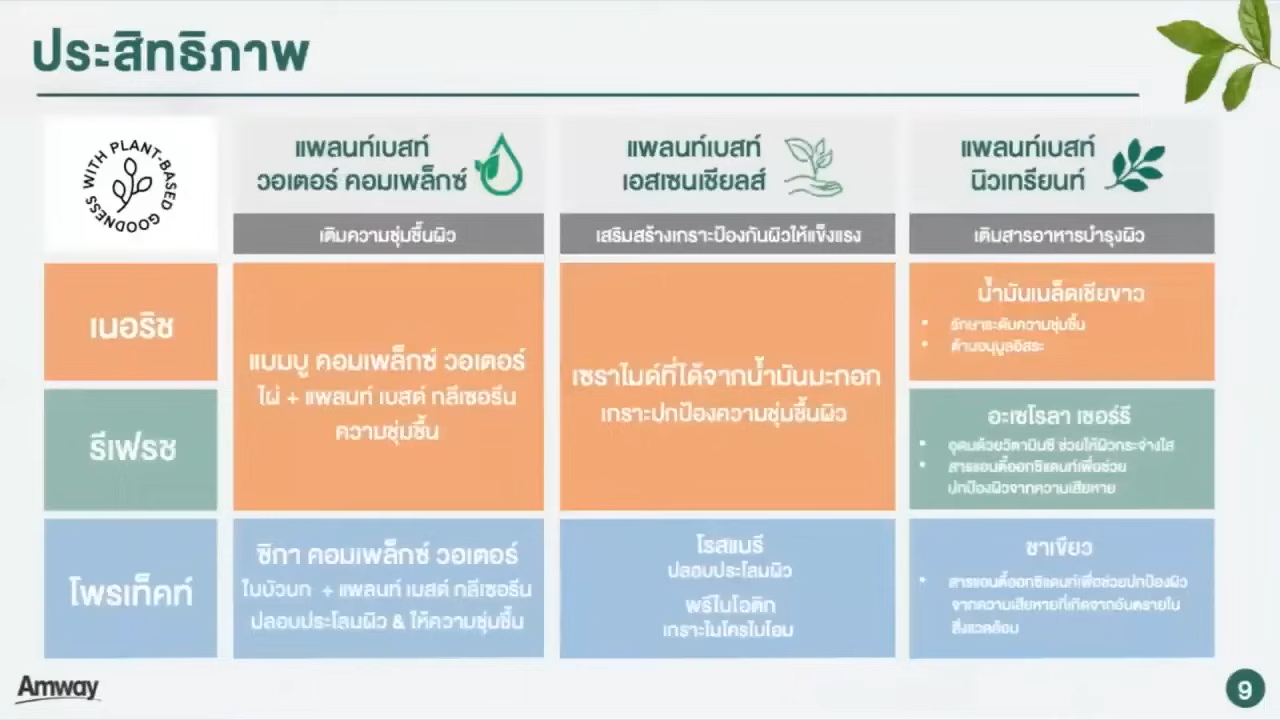 ประสิทธิภาพ
WITH PLANT-BASED GOODNESS
แพลนท์เบสท์
วอเตอร์ คอมเพล็กซ์
แพลนท์เบสท์
เอสเซนเชียลส์
แพลนท์เบสท์
นิวเทรียนท์
เติมความชุ่มชื้นผิว
เสริมสร้างเกราะป้องกันผิวให้แข็งแรง
เติมสารอาหารบำรุงผิว
เนอริช
แบมบู คอมเพล็กซ์ วอเตอร์
ไผ่ + แพลนท์ เบสต์ กลีเซอรีน
ความชุ่มชื้น
เซราไมด์ที่ได้จากน้ำมันมะกอก
เกราะปกป้องความชุ่มชื้นผิว
น้ำมันเมล็ดเชียขาว
• รักษาระดับความชุ่มชื้น
• ต้านอนุมูลอิสระ
รีเฟรช
อะเซโรลา เชอร์รี
• อุดมด้วยวิตามินซี ช่วยให้ผิวกระจ่างใส
• สารแอนตี้ออกซิแดนท์เพื่อช่วย
ปกป้องผิวจากความเสียหาย
โพรเท็คท์
ซิกา คอมเพล็กซ์ วอเตอร์
ใบบัวบก + แพลนท์ เบสต์ กลีเซอรีน
ปลอบประโลมผิว & ให้ความชุ่มชื้น
โรสแมรี
ปลอบประโลมผิว
พรีไบโอติก
เกราะไมโครไบโอม
ชาเขียว
• สารแอนตี้ออกซิแดนท์เพื่อช่วยปกป้องผิว
จากความเสียหายที่เกิดจากอันตรายใน
สิ่งแวดล้อม
Amway
9